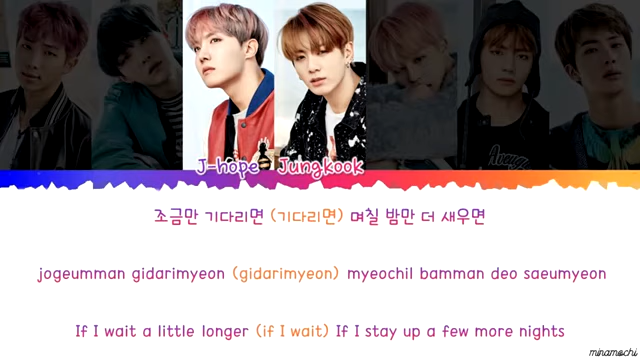 J-hope Jungkook
조금만 기다리면 (기다리면) 며칠 밤만 더 새우면
jogeumman gidarimyeon (gidarimyeon) myeochil bamman deo saeumyeon
If I wait a little longer (if I wait) If I stay up a few more nights
minamochi